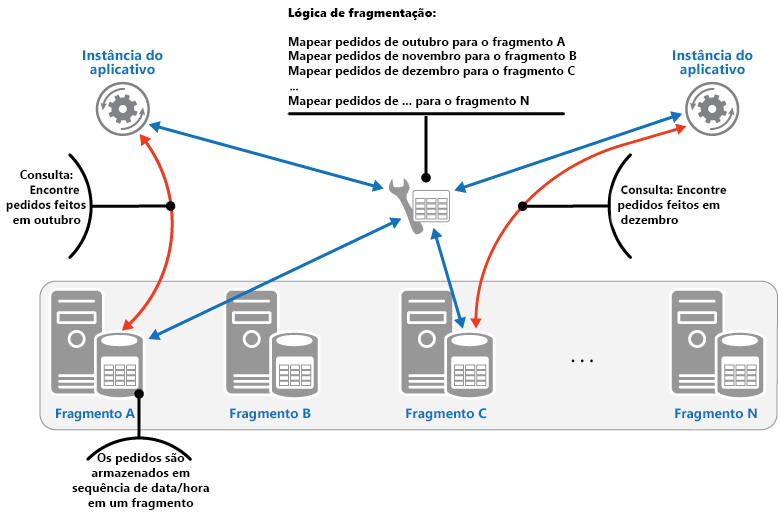 Lógica de fragmentação:
Mapear pedidos de outubro para o fragmento A
Mapear pedidos de novembro para o fragmento B
Mapear pedidos de dezembro para o fragmento C
...
Mapear pedidos de ... para o fragmento N
Instância do
aplicativo
Instância do
aplicativo
Consulta:
Encontre
pedidos feitos
em outubro
Consulta: Encontre
pedidos feitos em
dezembro
. . .
Fragmento A
Fragmento B
Fragmento C
Fragmento N
Os pedidos são
armazenados em
sequência de data/hora
em um fragmento